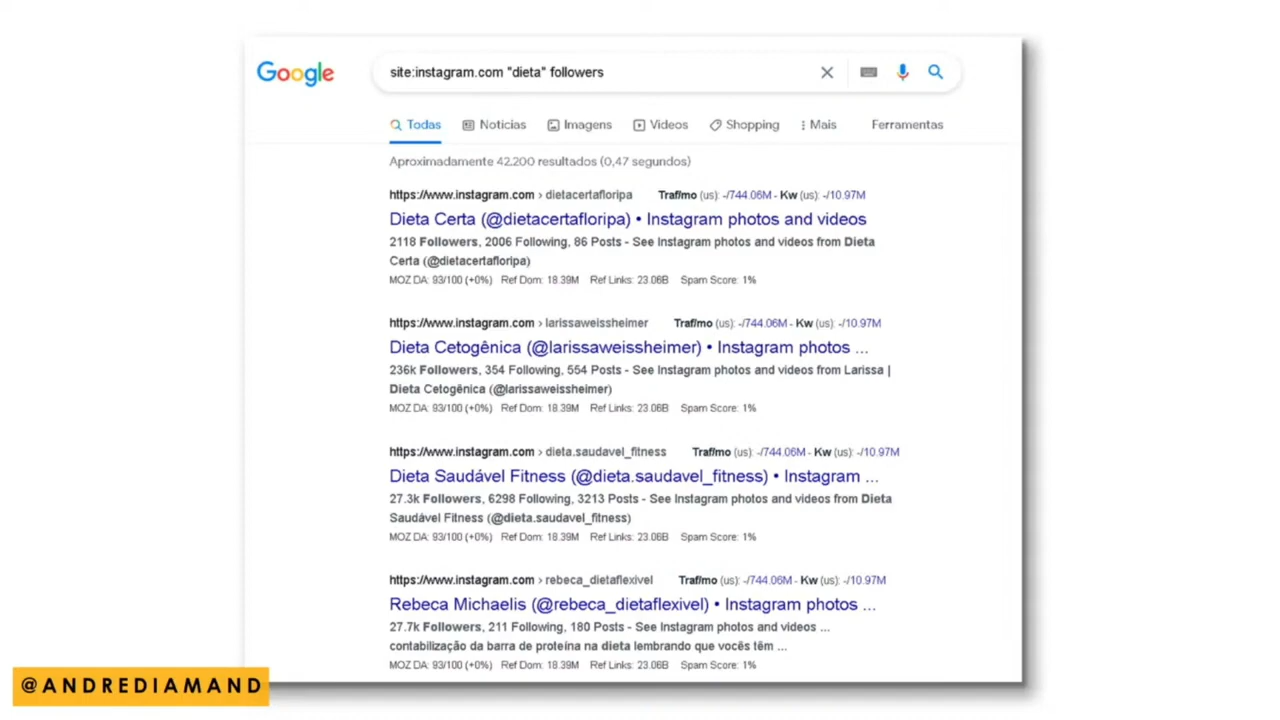 Google
site:instagram.com "dieta" followers
Todas Notícias Imagens Vídeos Shopping Mais Ferramentas
Aproximadamente 42.200 resultados (0,47 segundos)
https://www.instagram.com › dietacertafloripa Traf/mo (us): -/744.06M - Kw (us): -/10.97M
Dieta Certa (@dietacertafloripa) • Instagram photos and videos
2118 Followers, 2006 Following, 86 Posts - See Instagram photos and videos from Dieta
Certa (@dietacertafloripa)
MOZ DA: 93/100 (+0%) Ref Dom: 18.39M Ref Links: 23.06B Spam Score: 1%
https://www.instagram.com › larissaweissheimer Traf/mo (us): -/744.06M - Kw (us): -/10.97M
Dieta Cetogênica (@larissaweissheimer) • Instagram photos ...
236k Followers, 354 Following, 554 Posts - See Instagram photos and videos from Larissa |
Dieta Cetogênica (@larissaweissheimer)
MOZ DA: 93/100 (+0%) Ref Dom: 18.39M Ref Links: 23.06B Spam Score: 1%
https://www.instagram.com › dieta.saudavel_fitness Traf/mo (us): -/744.06M - Kw (us): -/10.97M
Dieta Saudável Fitness (@dieta.saudavel_fitness) • Instagram ...
27.3k Followers, 6298 Following, 3213 Posts - See Instagram photos and videos from Dieta
Saudável Fitness (@dieta.saudavel_fitness)
MOZ DA: 93/100 (+0%) Ref Dom: 18.39M Ref Links: 23.06B Spam Score: 1%
https://www.instagram.com › rebeca_dietaflexivel Traf/mo (us): -/744.06M - Kw (us): -/10.97M
Rebeca Michaelis (@rebeca_dietaflexivel) • Instagram photos ...
27.7k Followers, 211 Following, 180 Posts - See Instagram photos and videos ...
contabilização da barra de proteína na dieta lembrando que vocês têm ...
MOZ DA: 93/100 (+0%) Ref Dom: 18.39M Ref Links: 23.06B Spam Score: 1%
@ANDREDIAMAND